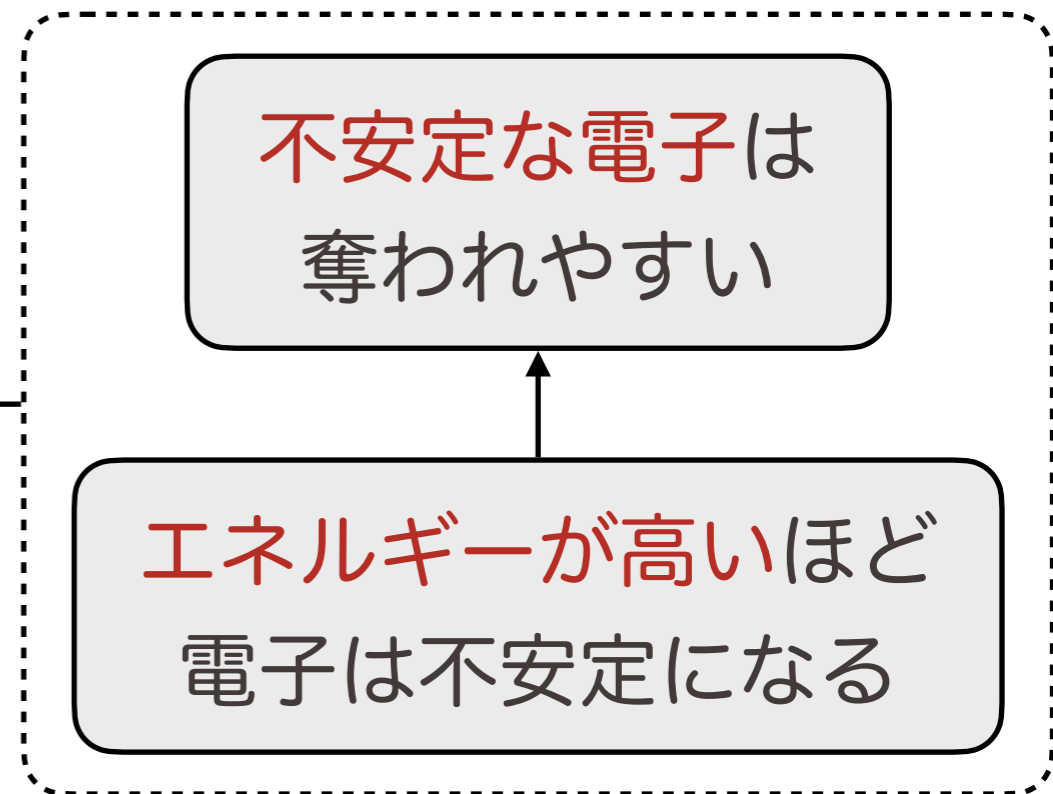 不安定な電子は
奪われやすい
エネルギーが高いほど
電子は不安定になる